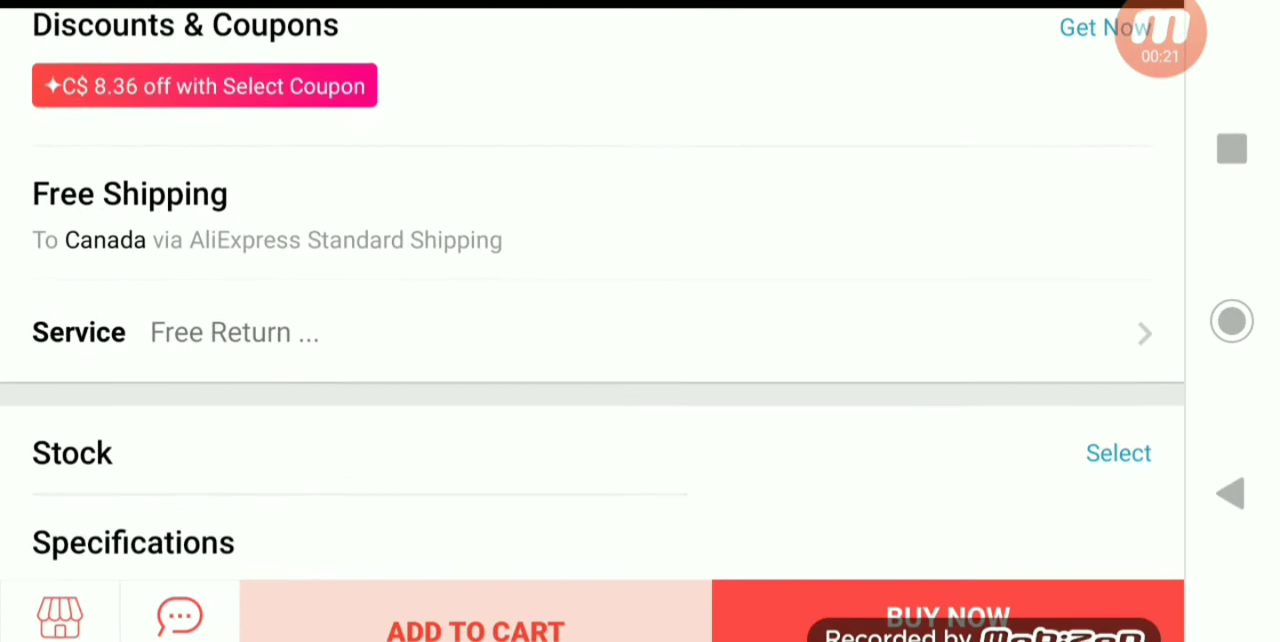 Discounts & Coupons
Get Now
00:21
✦C$ 8.36 off with Select Coupon
Free Shipping
To Canada via AliExpress Standard Shipping
Service Free Return ...
Stock
Select
Specifications
ADD TO CART
BUY NOW
Recorded by mobizen